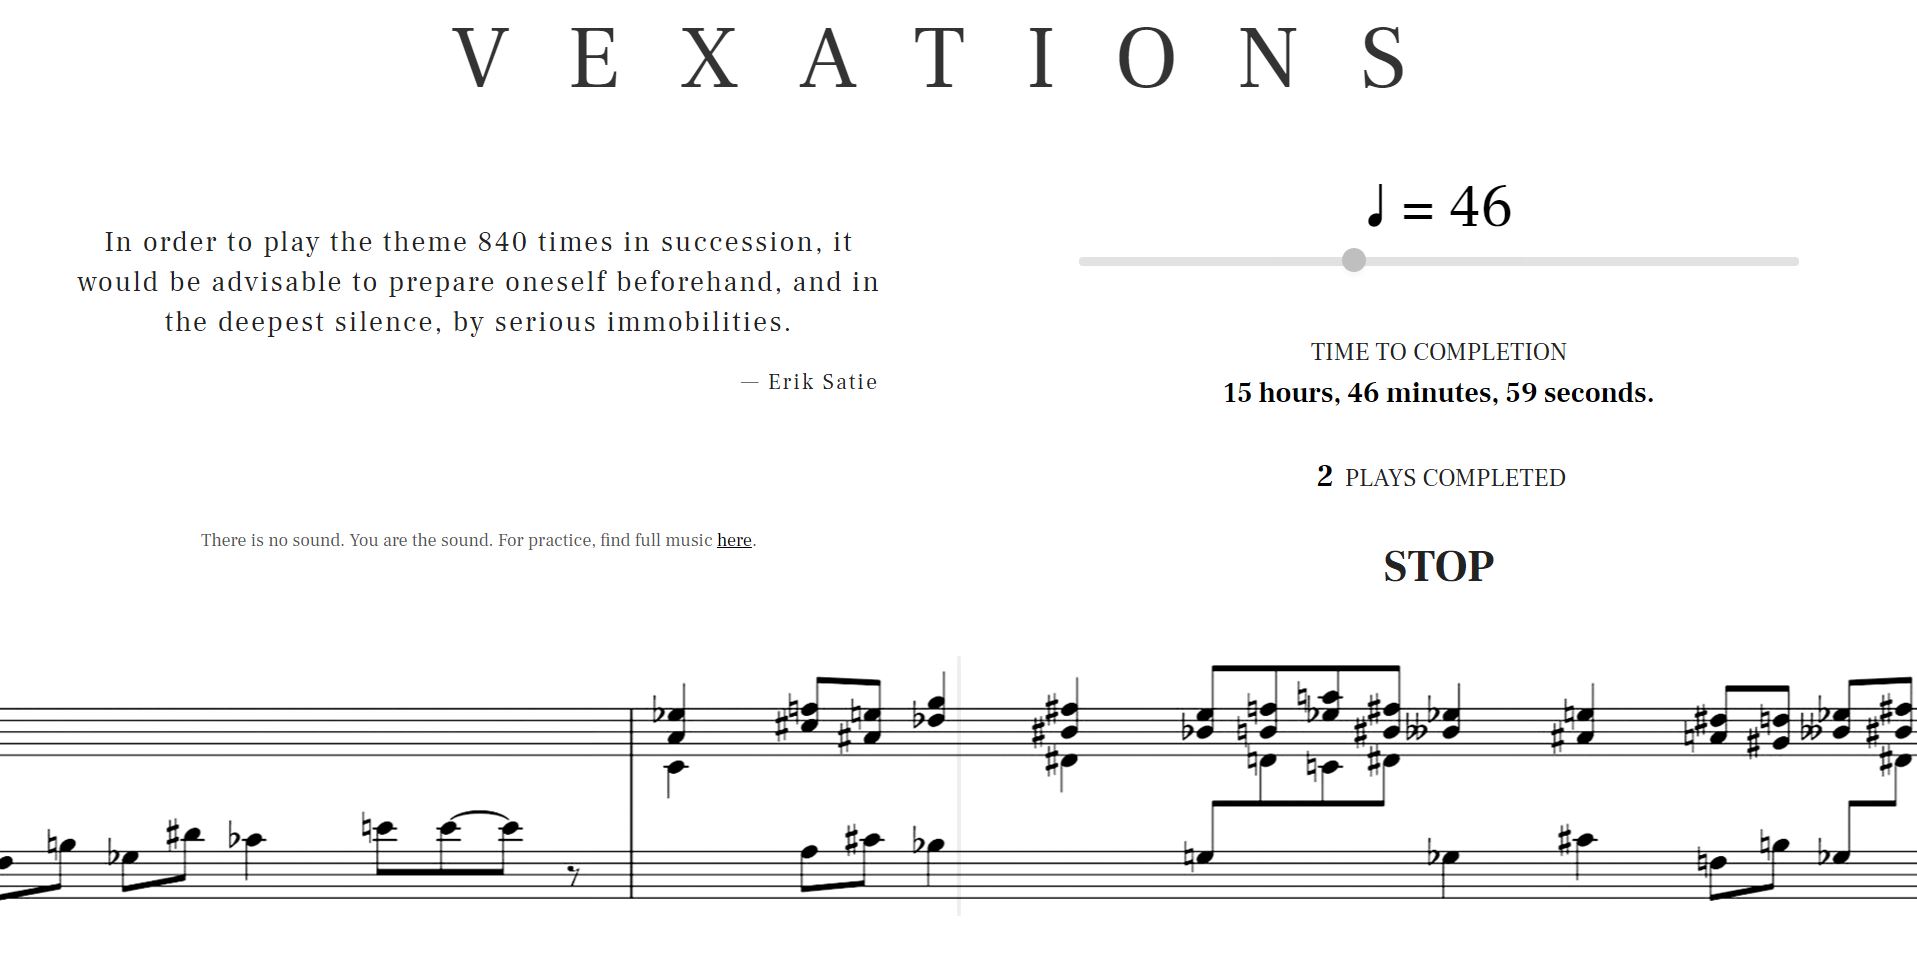 VEXATIONS
In order to play the theme 840 times in succession, it
would be advisable to prepare oneself beforehand, and in
the deepest silence, by serious immobilities.
— Erik Satie
There is no sound. You are the sound. For practice, find full music here.
♩ = 46
TIME TO COMPLETION
15 hours, 46 minutes, 59 seconds.
2 PLAYS COMPLETED
STOP